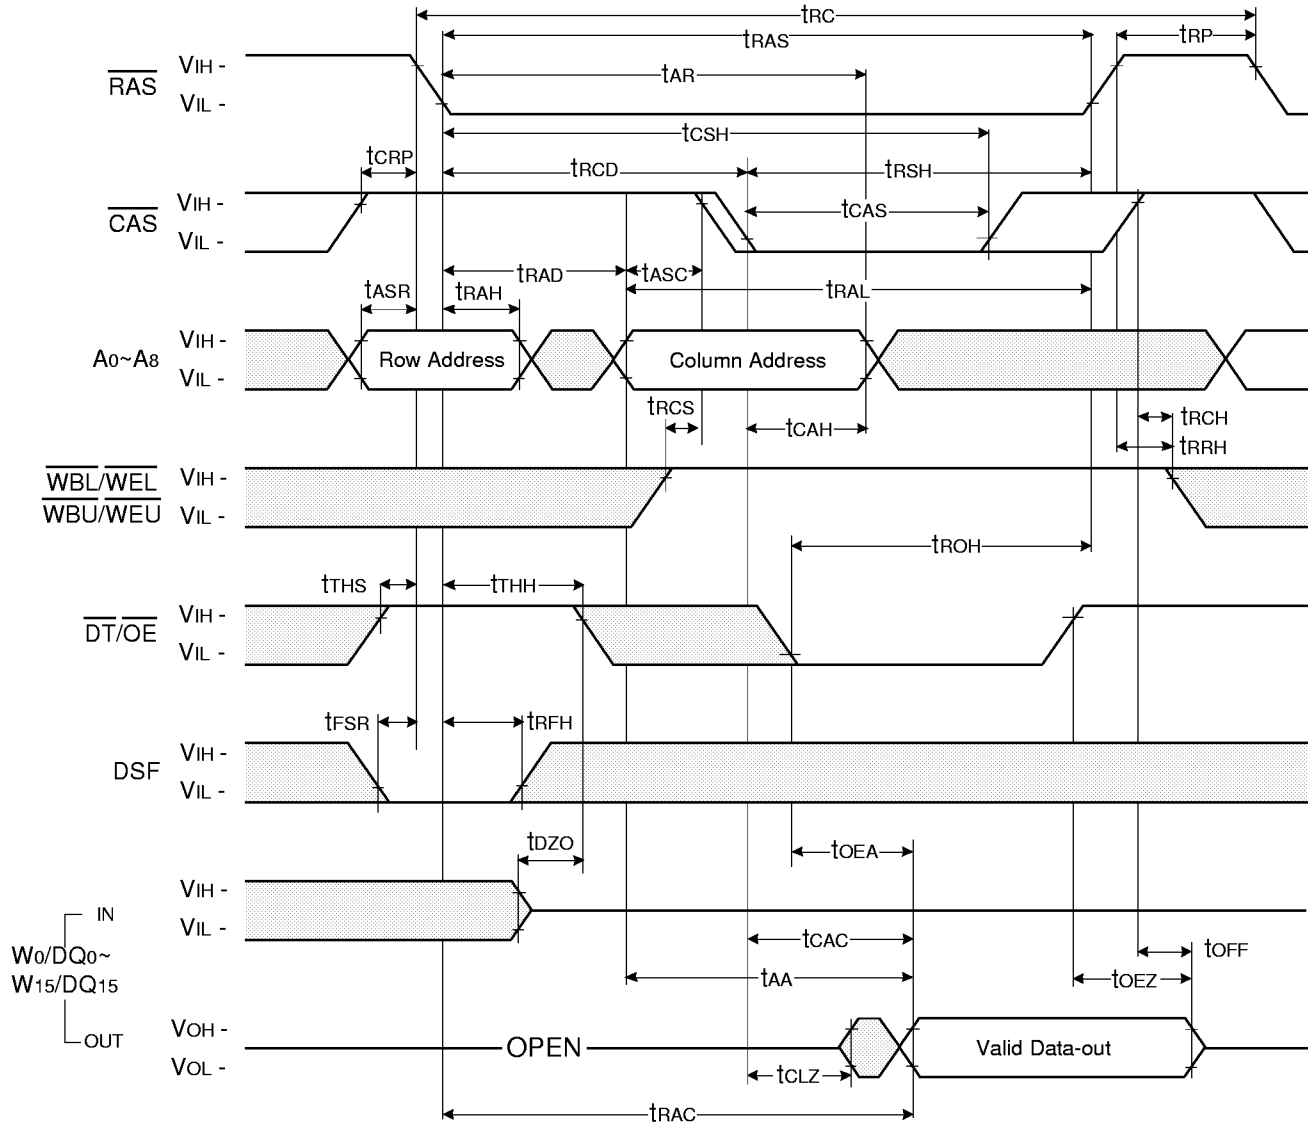 tRC
tRAS
tRP
RAS
VIH -
VIL -
tAR
tCSH
tCRP
tRCD
tRSH
CAS
VIH -
VIL -
tCAS
tRAD
tASC
tRAL
tASR
tRAH
A0~A8
VIH -
VIL -
Row Address
Column Address
tRCS
tCAH
tRCH
tRRH
WBL/WEL
WBU/WEU
VIH -
VIL -
tROH
tTHS
tTHH
DT/OE
VIH -
VIL -
tFSR
tRFH
DSF
VIH -
VIL -
tDZO
tOEA
VIH -
VIL -
IN
W0/DQ0~
W15/DQ15
OUT
tCAC
tOFF
tAA
tOEZ
VOH -
VOL -
OPEN
Valid Data-out
tCLZ
tRAC